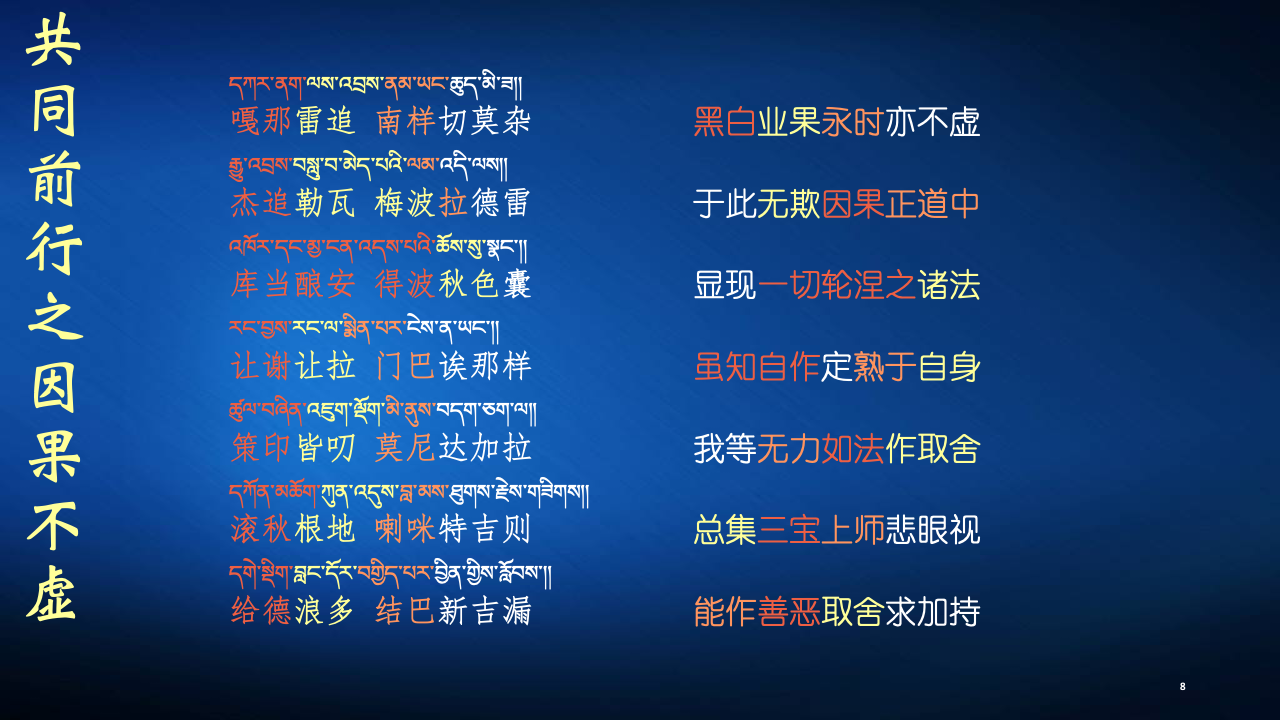 共同前行之因果不虚
དཀར་ནག་ལས་འབྲས་ནམ་ཡང་ཆུད་མི་ཟ།།
嘎那雷追 南样切莫杂
黑白业果永时亦不虚
རྒྱུ་འབྲས་བསླུ་བ་མེད་པའི་ལམ་འདི་ལས།།
杰追勒瓦 梅波拉德雷
于此无欺因果正道中
འཁོར་དང་མྱ་ངན་འདས་པའི་ཆོས་སུ་སྣང་།།
库当酿安 得波秋色囊
显现一切轮涅之诸法
རང་བྱས་རང་ལ་སྨིན་པར་ངེས་ན་ཡང་།།
让谢让拉 门巴诶那样
虽知自作定熟于自身
ཚུལ་བཞིན་འཇུག་ལྡོག་མི་ནུས་བདག་ཅག་ལ།།
策印皆叨 莫尼达加拉
我等无力如法作取舍
དཀོན་མཆོག་ཀུན་འདུས་བླ་མས་ཐུགས་རྗེས་གཟིགས།།
滚秋根地 喇咪特吉则
总集三宝上师悲眼视
དགེ་སྡིག་བླང་དོར་བགྱིད་པར་བྱིན་གྱིས་རློབས་།།
给德浪多 结巴新吉漏
能作善恶取舍求加持
8